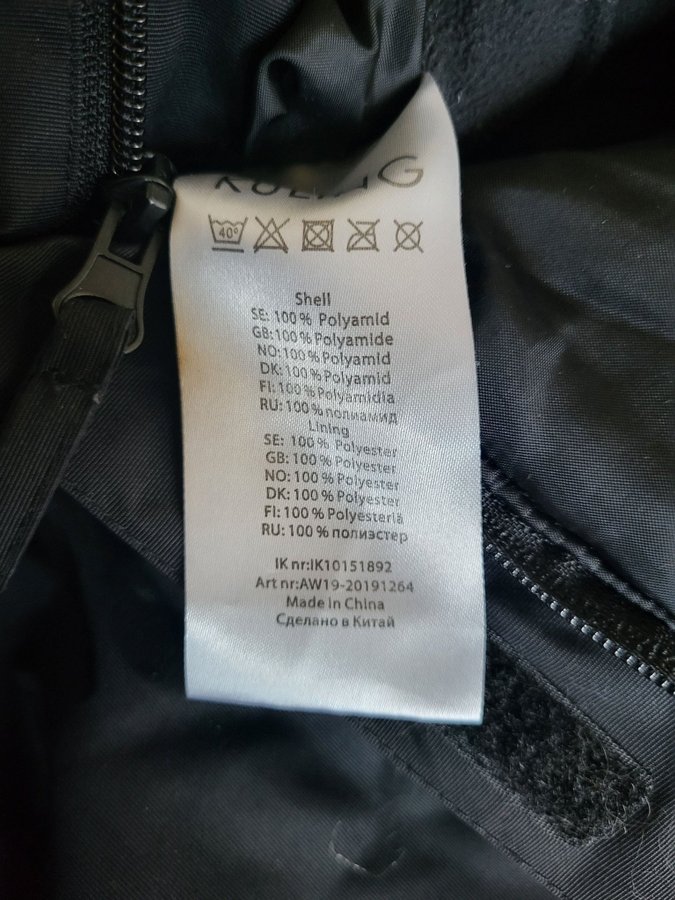 KULING
40°
Shell
SE: 100 % Polyamid
GB: 100 % Polyamide
NO: 100 % Polyamid
DK: 100 % Polyamid
FI: 100 % Polyamidia
RU: 100 % полиамид
Lining
SE: 100 % Polyester
GB: 100 % Polyester
NO: 100 % Polyester
DK: 100 % Polyester
FI: 100 % Polyesteriä
RU: 100 % полиэстер
IK nr:IK10151892
Art nr:AW19-20191264
Made in China
Сделано в Китай